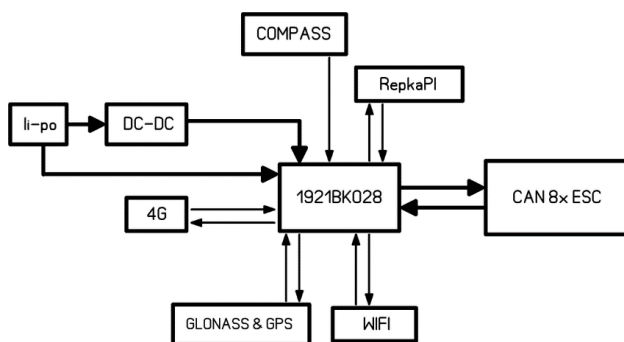 COMPASS
RepkaPI
li-po
DC-DC
1921BK028
CAN 8x ESC
4G
GLONASS & GPS
WIFI